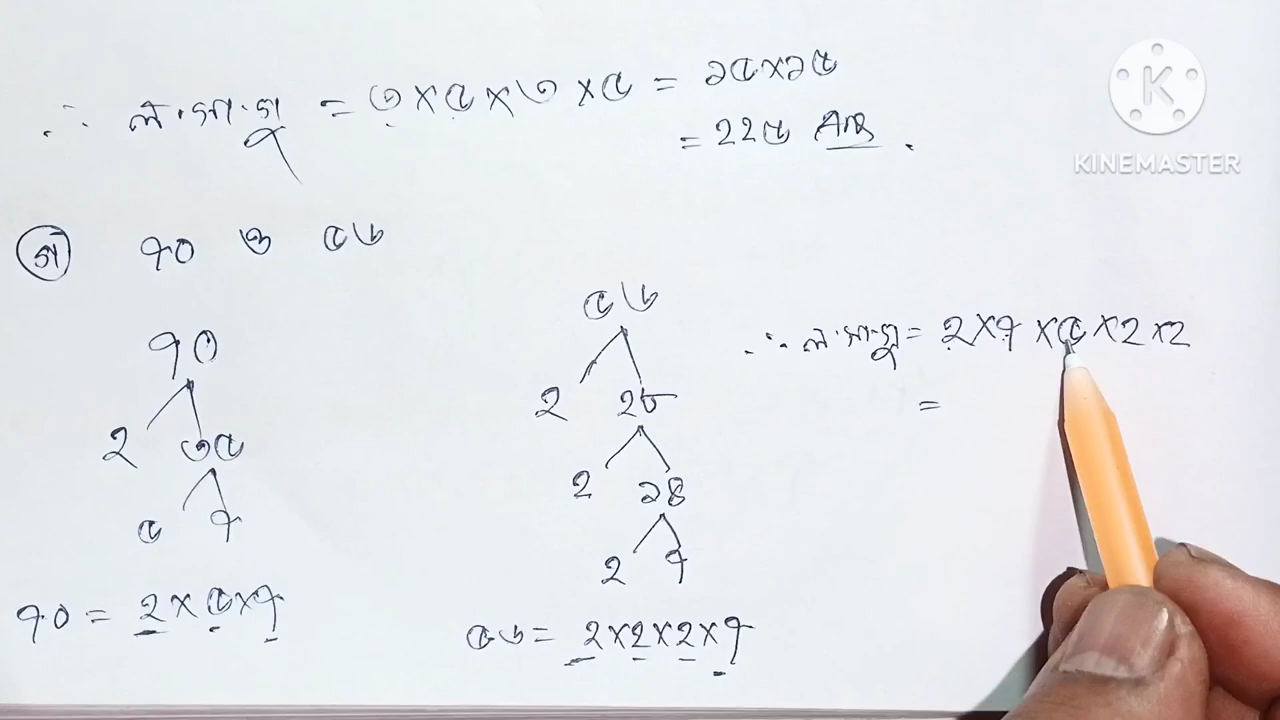 ∴ ল.সা.গু = ৩×৫×৩×৫ = ১৫×১৫
= ২২৫ Ans.
KINEMASTER
গ ৭০ ও ৫৬
৭০
২ ৩৫
৫ ৭
৭০ = ২×৫×৭
৫৬
২ ২৮
২ ১৪
২ ৭
৫৬ = ২×২×২×৭
∴ ল.সা.গু = ২×৭×৫×২×২
=